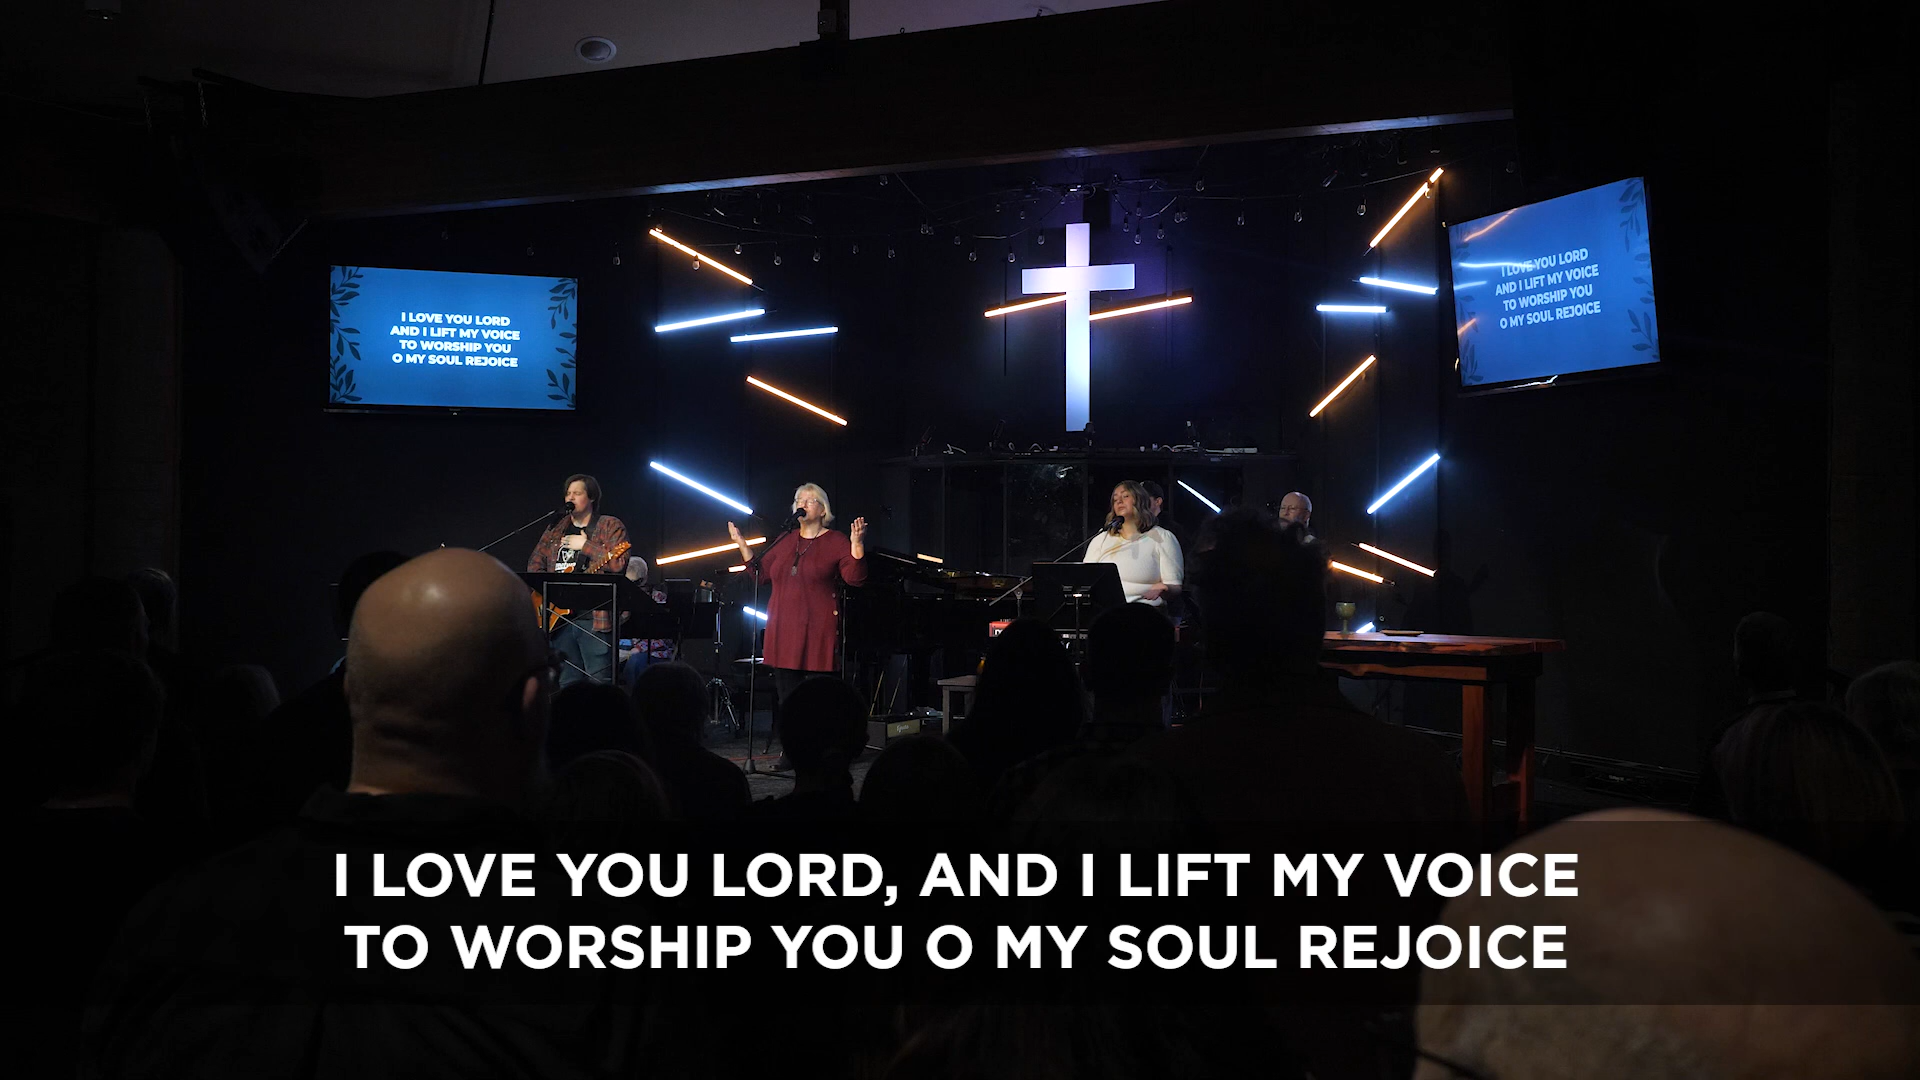 I LOVE YOU LORD
AND I LIFT MY VOICE
TO WORSHIP YOU
O MY SOUL REJOICE
I LOVE YOU LORD
AND I LIFT MY VOICE
TO WORSHIP YOU
O MY SOUL REJOICE
I LOVE YOU LORD, AND I LIFT MY VOICE
TO WORSHIP YOU O MY SOUL REJOICE